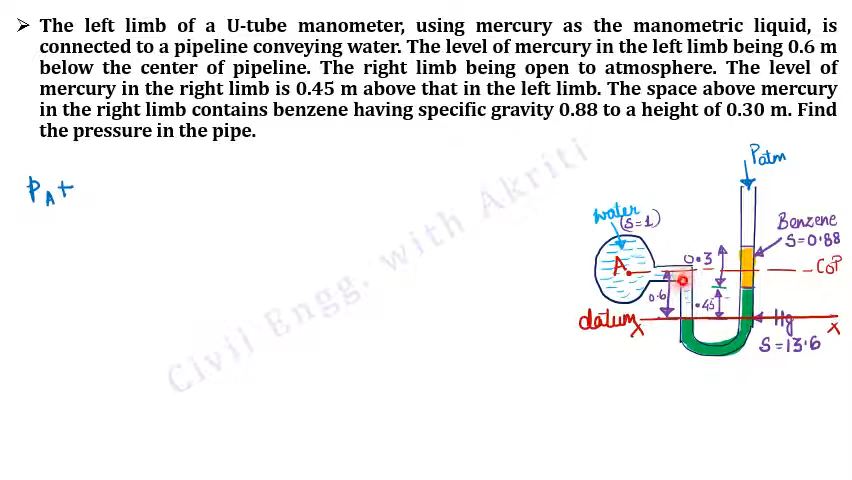 ➢ The left limb of a U-tube manometer, using mercury as the manometric liquid, is
connected to a pipeline conveying water. The level of mercury in the left limb being 0.6 m
below the center of pipeline. The right limb being open to atmosphere. The level of
mercury in the right limb is 0.45 m above that in the left limb. The space above mercury
in the right limb contains benzene having specific gravity 0.88 to a height of 0.30 m. Find
the pressure in the pipe.
Patm
PA +
water
(S=1)
Benzene
S=0.88
0.3
A
COP
0.6
.45
datum
X
Hg
X
S=13.6
Civil Engg. with Akriti